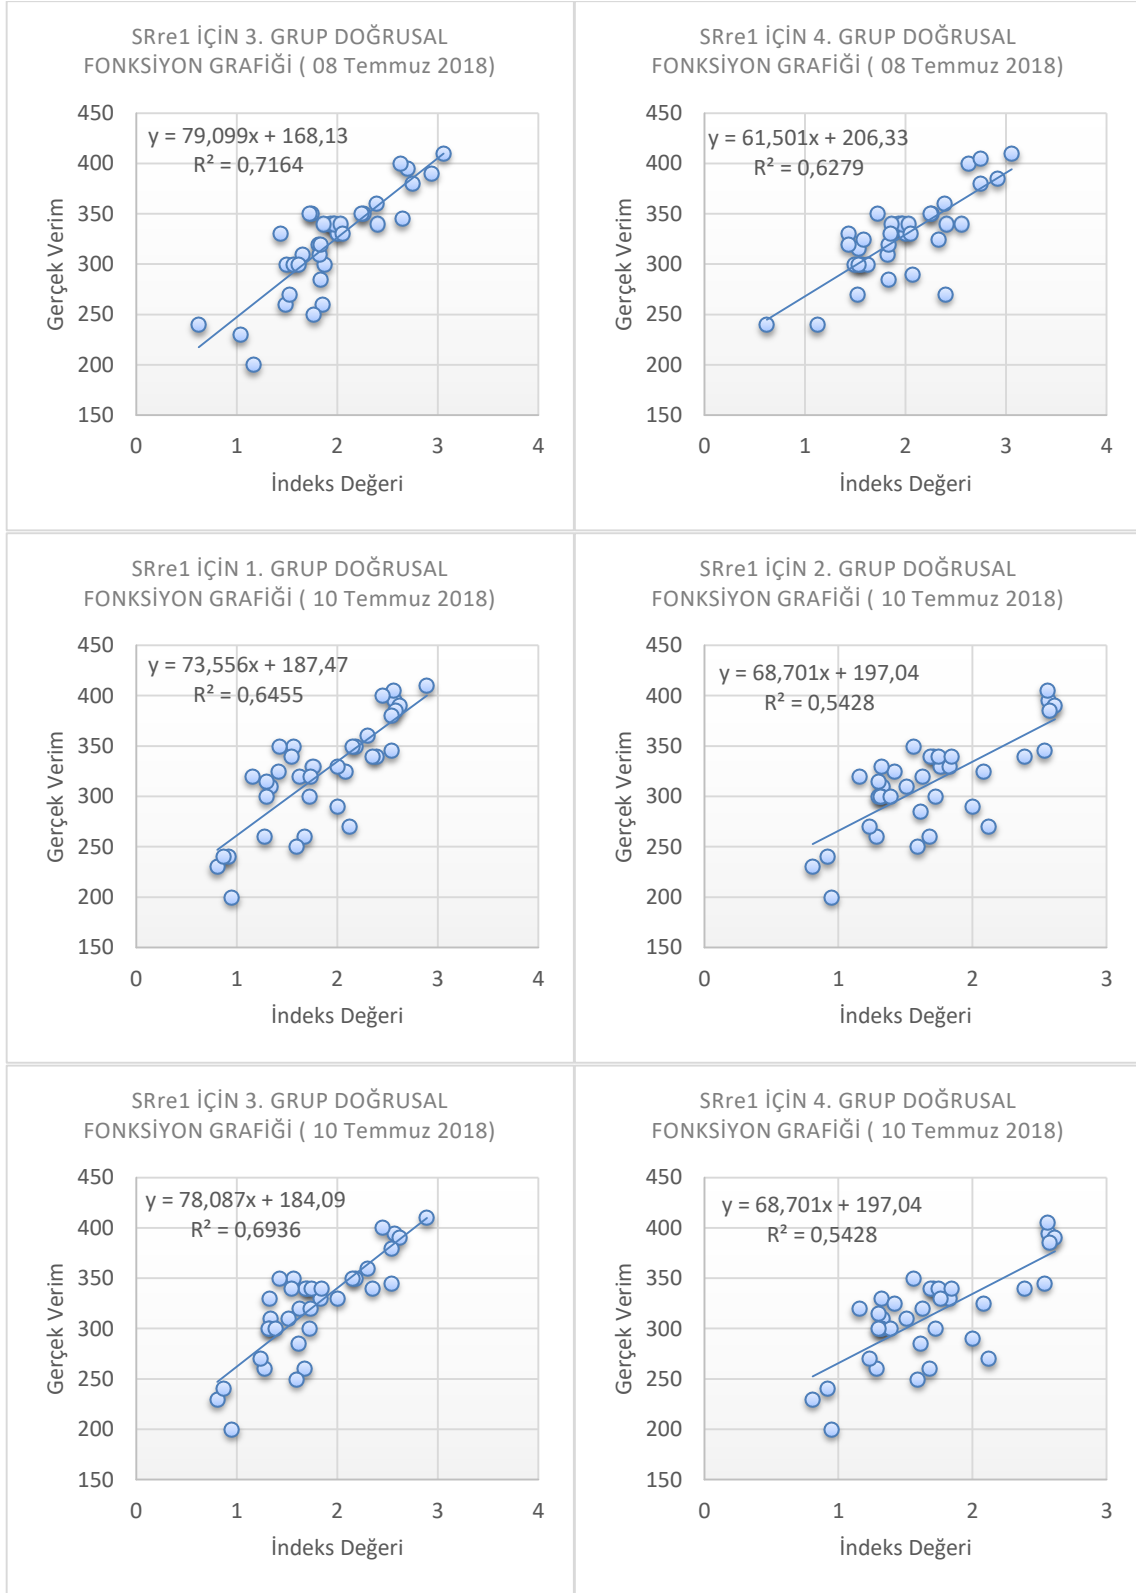 SRre1 İÇİN 3. GRUP DOĞRUSAL
FONKSİYON GRAFİĞİ ( 08 Temmuz 2018)
y = 79,099x + 168,13
R² = 0,7164
450
400
350
300
250
200
150
0 1 2 3 4
Gerçek Verim
İndeks Değeri
SRre1 İÇİN 4. GRUP DOĞRUSAL
FONKSİYON GRAFİĞİ ( 08 Temmuz 2018)
y = 61,501x + 206,33
R² = 0,6279
450
400
350
300
250
200
150
0 1 2 3 4
Gerçek Verim
İndeks Değeri
SRre1 İÇİN 1. GRUP DOĞRUSAL
FONKSİYON GRAFİĞİ ( 10 Temmuz 2018)
y = 73,556x + 187,47
R² = 0,6455
450
400
350
300
250
200
150
0 1 2 3 4
Gerçek Verim
İndeks Değeri
SRre1 İÇİN 2. GRUP DOĞRUSAL
FONKSİYON GRAFİĞİ ( 10 Temmuz 2018)
y = 68,701x + 197,04
R² = 0,5428
450
400
350
300
250
200
150
0 1 2 3
Gerçek Verim
İndeks Değeri
SRre1 İÇİN 3. GRUP DOĞRUSAL
FONKSİYON GRAFİĞİ ( 10 Temmuz 2018)
y = 78,087x + 184,09
R² = 0,6936
450
400
350
300
250
200
150
0 1 2 3 4
Gerçek Verim
İndeks Değeri
SRre1 İÇİN 4. GRUP DOĞRUSAL
FONKSİYON GRAFİĞİ ( 10 Temmuz 2018)
y = 68,701x + 197,04
R² = 0,5428
450
400
350
300
250
200
150
0 1 2 3
Gerçek Verim
İndeks Değeri